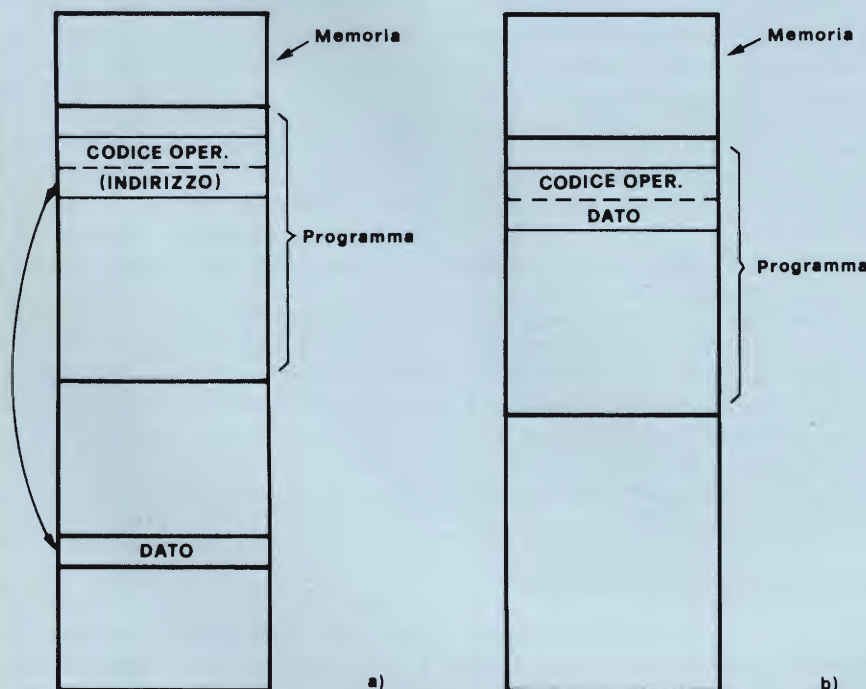 Memoria
CODICE OPER.
(INDIRIZZO)
Programma
DATO
a)
Memoria
CODICE OPER.
DATO
Programma
b)